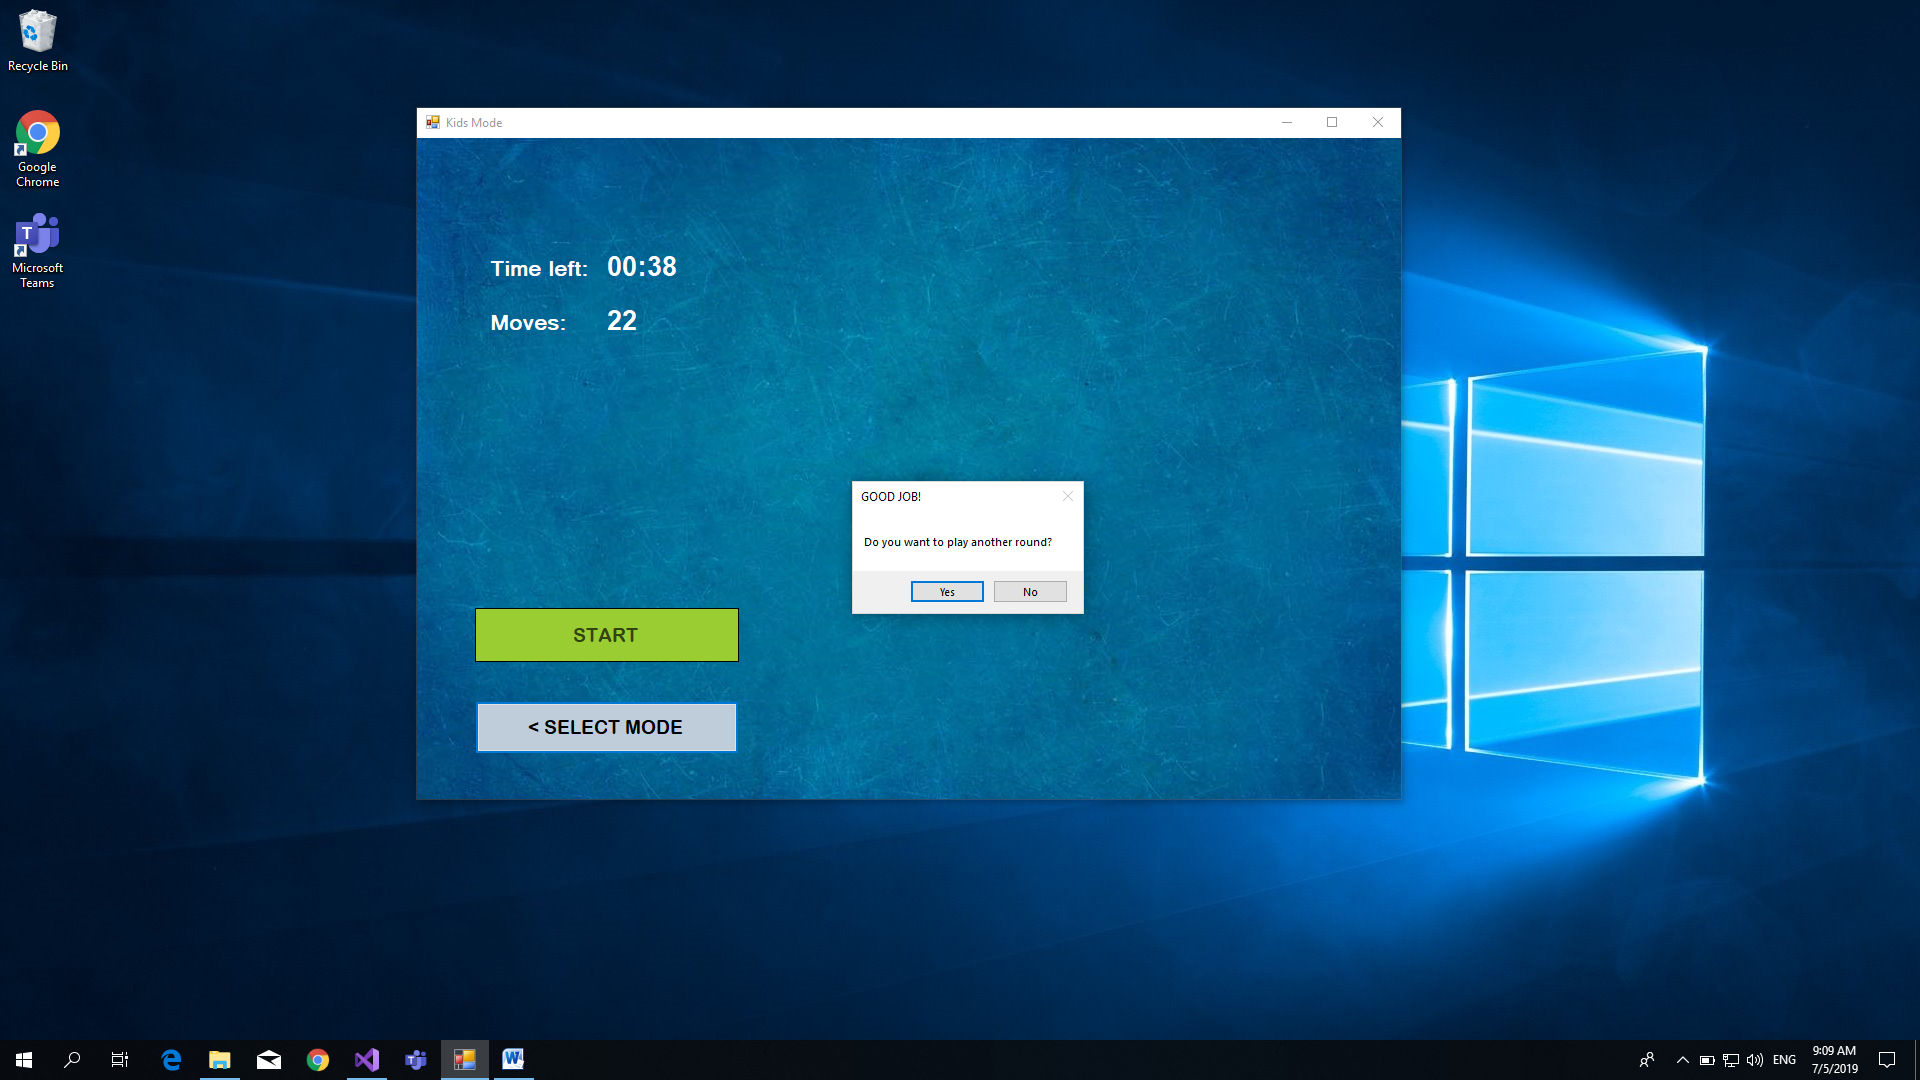 Recycle Bin
Google
Chrome
Microsoft
Teams
Kids Mode
Time left: 00:38
Moves: 22
GOOD JOB!
Do you want to play another round?
Yes No
START
< SELECT MODE
ENG
9:09 AM
7/5/2019